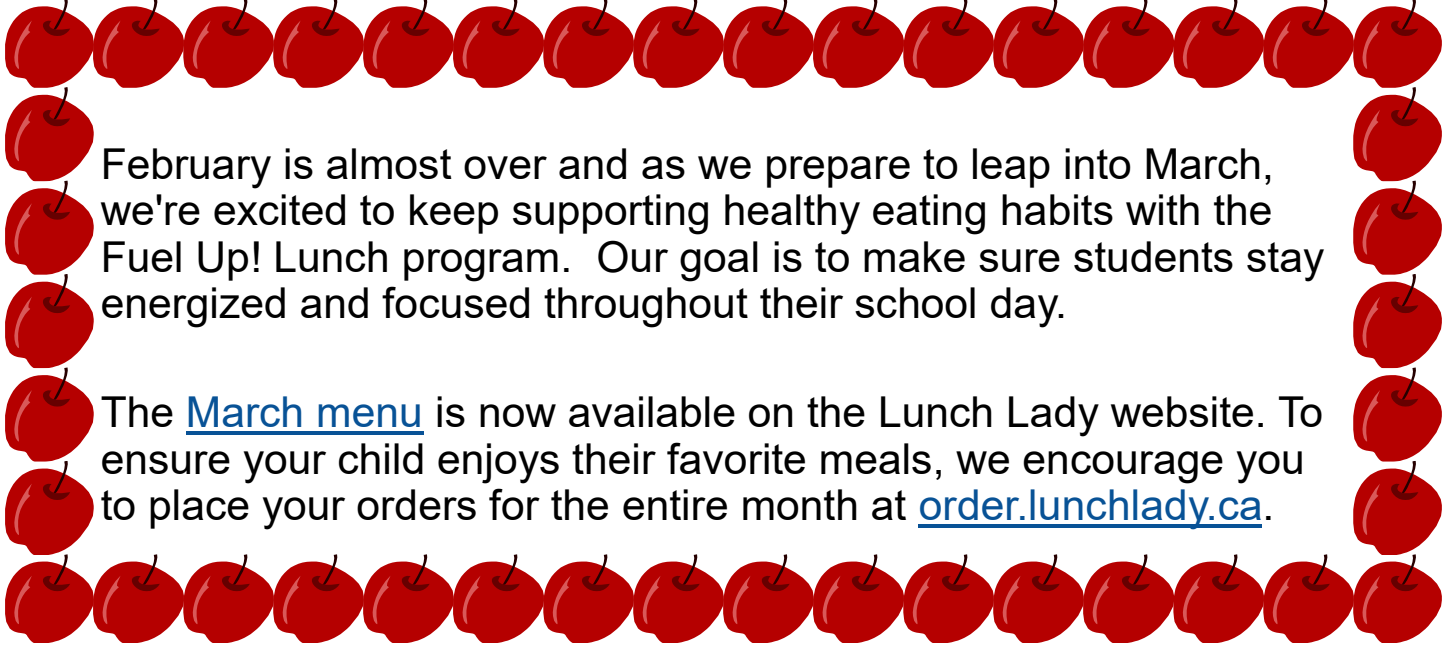 February is almost over and as we prepare to leap into March,
we're excited to keep supporting healthy eating habits with the
Fuel Up! Lunch program.  Our goal is to make sure students stay
energized and focused throughout their school day.
The March menu is now available on the Lunch Lady website. To
ensure your child enjoys their favorite meals, we encourage you
to place your orders for the entire month at order.lunchlady.ca.